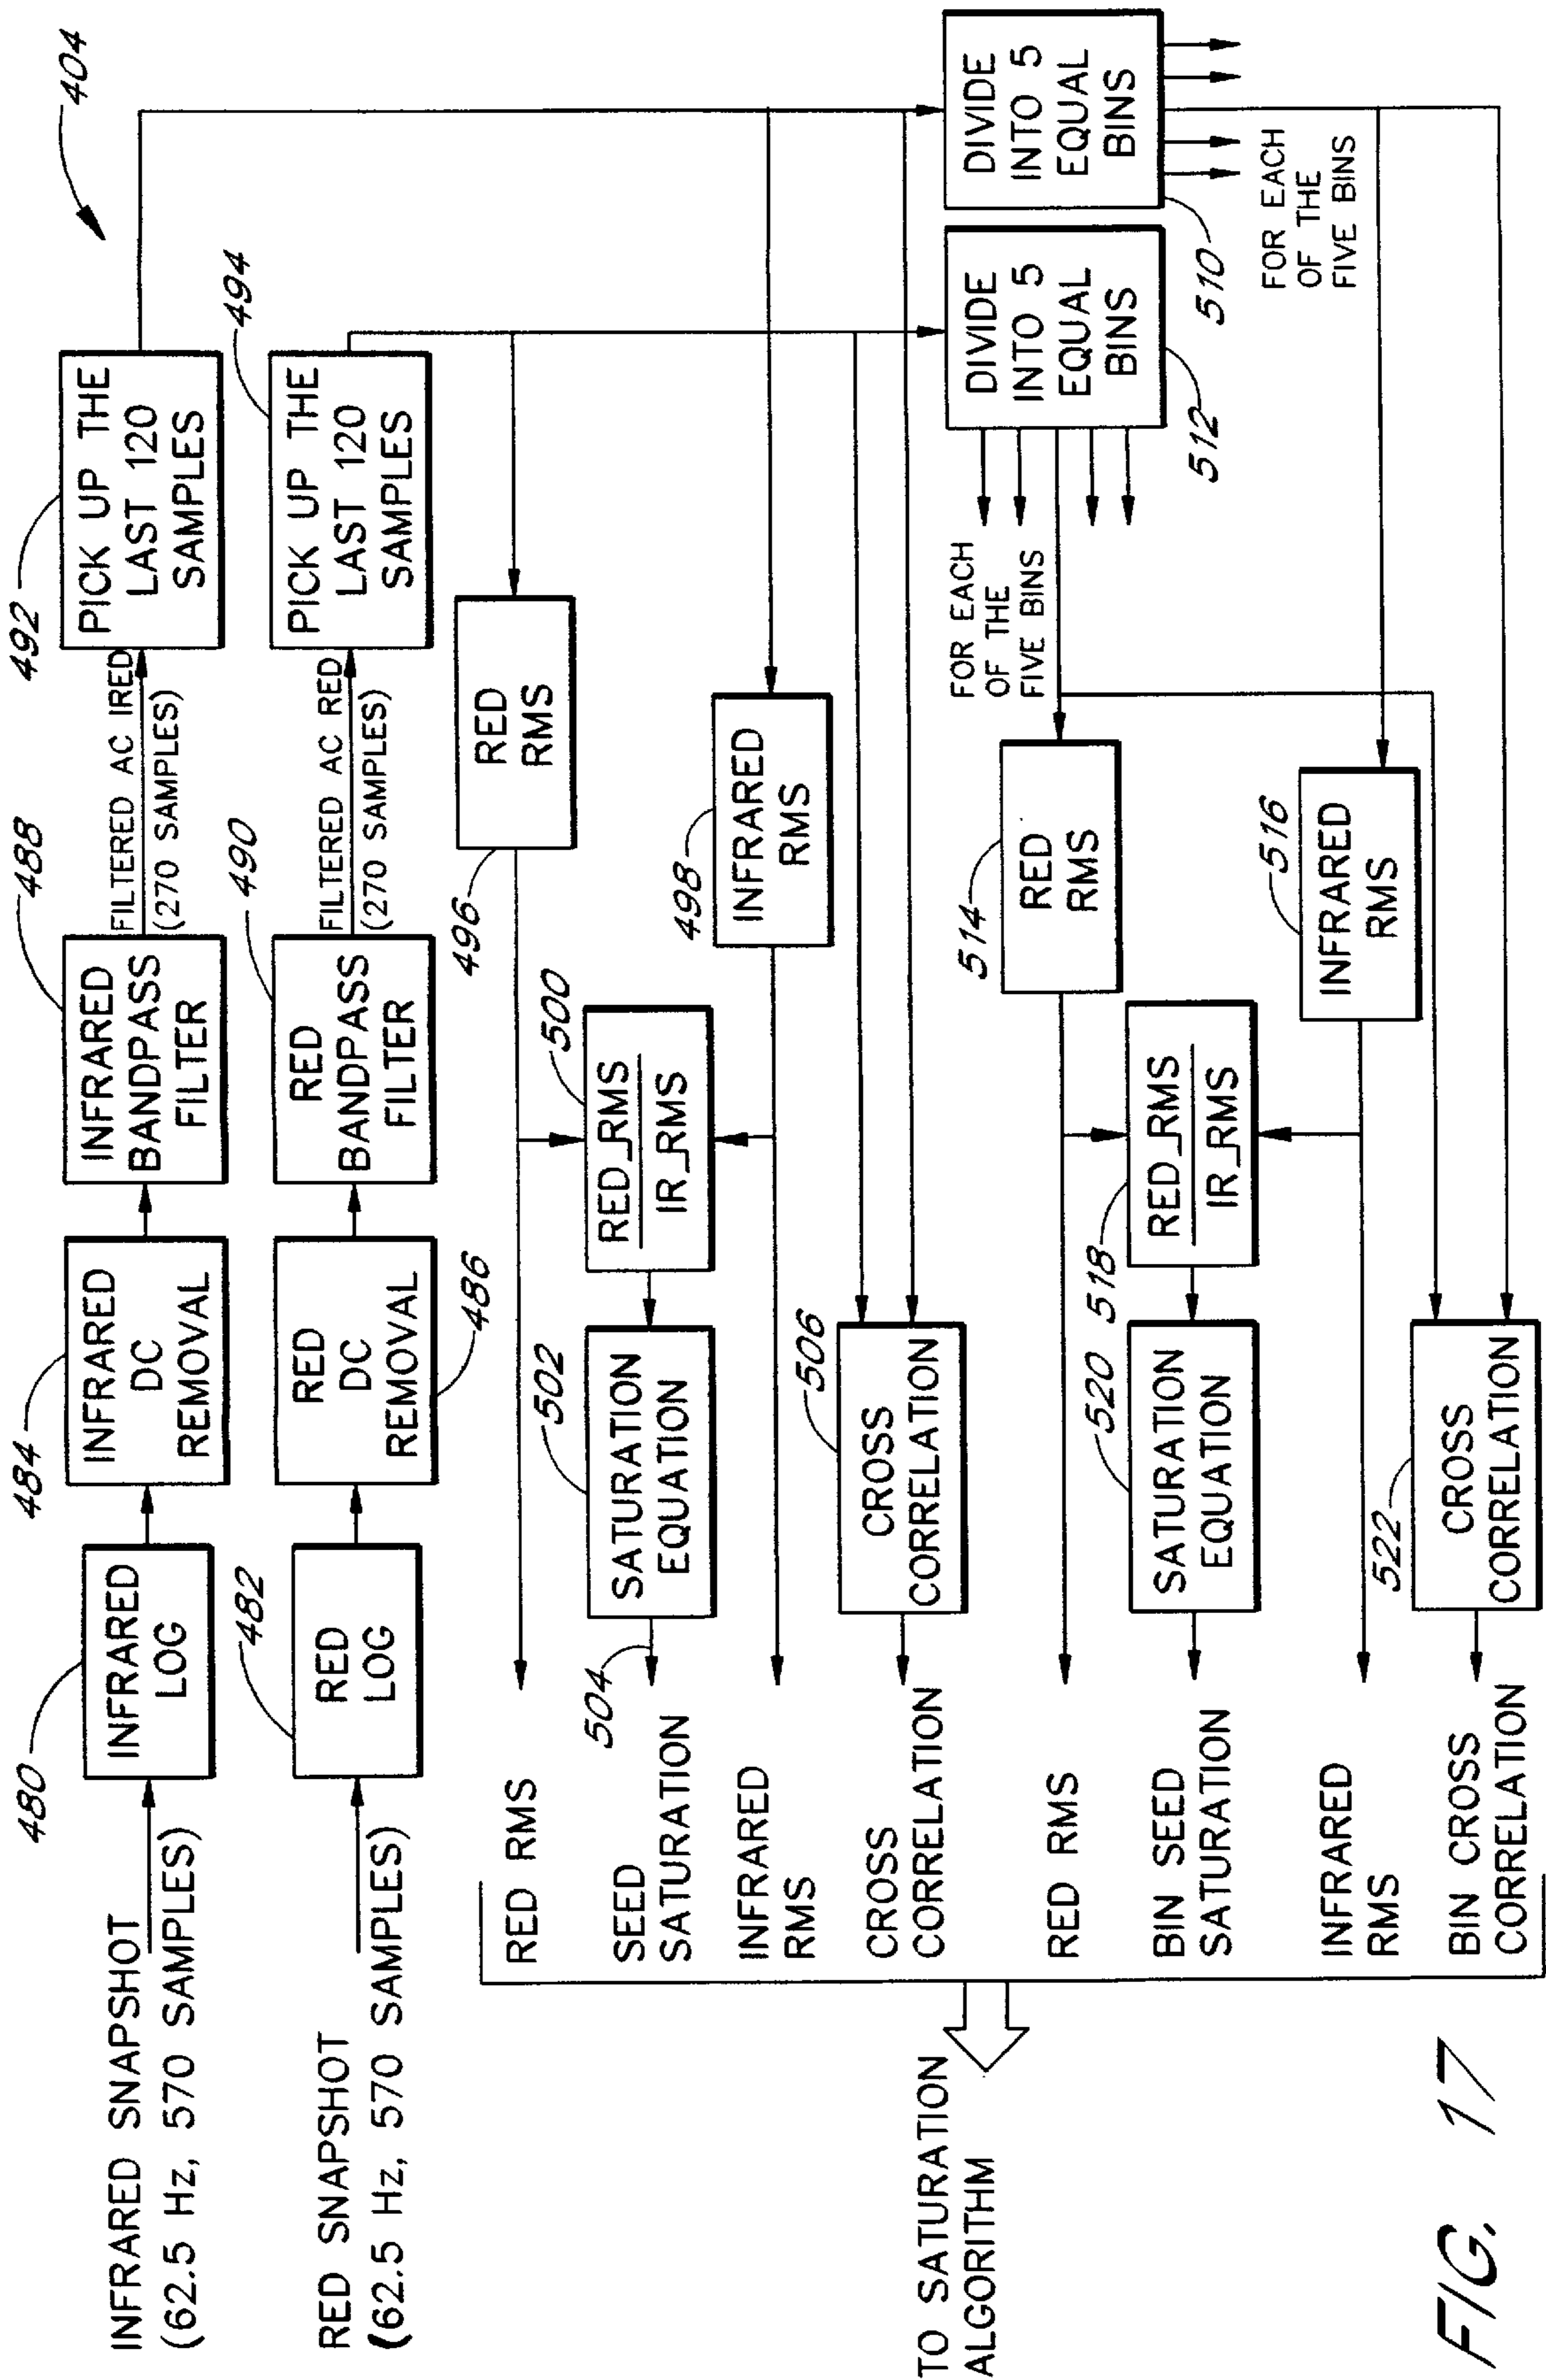 404
INFRARED SNAPSHOT
(62.5 Hz, 570 SAMPLES)
480
INFRARED
LOG
484
INFRARED
DC
REMOVAL
488
INFRARED
BANDPASS
FILTER
FILTERED AC IRED
(270 SAMPLES)
492
PICK UP THE
LAST 120
SAMPLES
RED SNAPSHOT
(62.5 Hz, 570 SAMPLES)
482
RED
LOG
RED
DC
REMOVAL
486
490
RED
BANDPASS
FILTER
FILTERED AC RED
(270 SAMPLES)
494
PICK UP THE
LAST 120
SAMPLES
RED RMS
496
RED
RMS
SEED
SATURATION
504
502
SATURATION
EQUATION
500
RED_RMS
IR_RMS
INFRARED
RMS
498
INFRARED
RMS
CROSS
CORRELATION
506
CROSS
CORRELATION
DIVIDE
INTO 5
EQUAL
BINS
512
DIVIDE
INTO 5
EQUAL
BINS
510
FOR EACH
OF THE
FIVE BINS
FOR EACH
OF THE
FIVE BINS
RED RMS
514
RED
RMS
BIN SEED
SATURATION
520
SATURATION
EQUATION
518
RED_RMS
IR_RMS
INFRARED
RMS
516
INFRARED
RMS
BIN CROSS
CORRELATION
522
CROSS
CORRELATION
TO SATURATION
ALGORITHM
FIG. 17